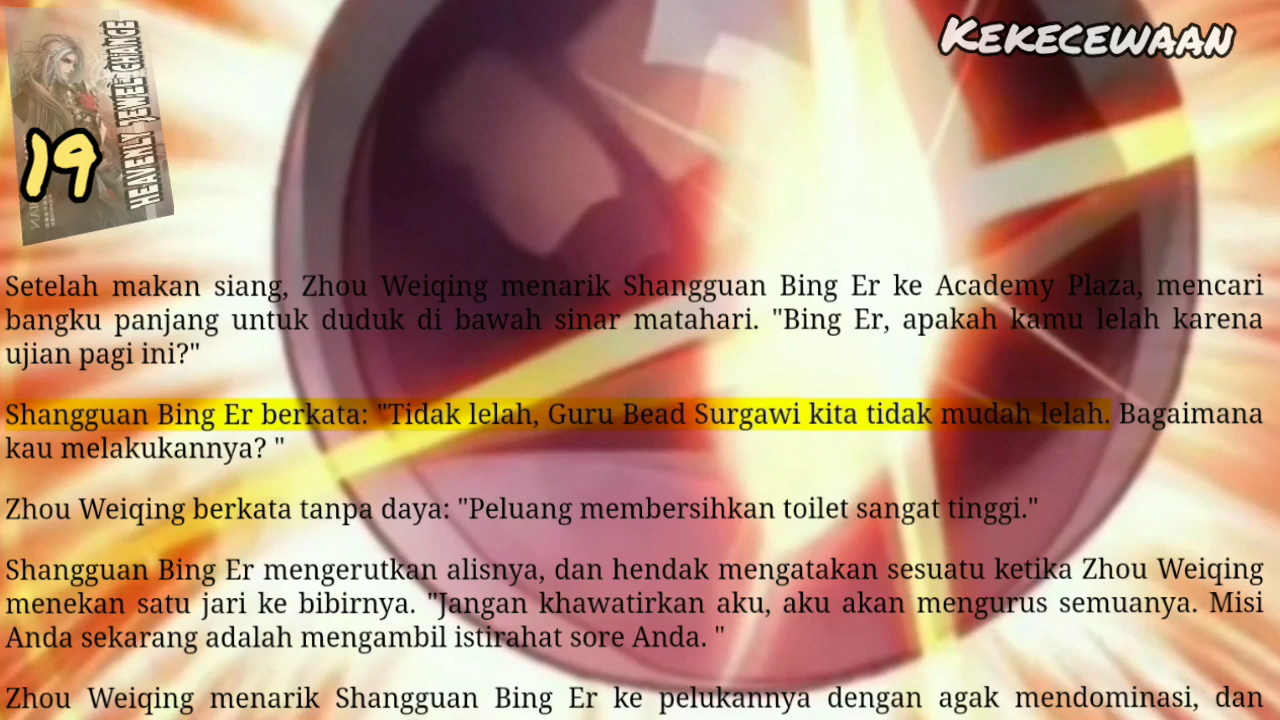 Kekecewaan
HEAVENLY JEWEL CHANGE
19
Setelah makan siang, Zhou Weiqing menarik Shangguan Bing Er ke Academy Plaza, mencari
bangku panjang untuk duduk di bawah sinar matahari. "Bing Er, apakah kamu lelah karena
ujian pagi ini?"
Shangguan Bing Er berkata: "Tidak lelah, Guru Bead Surgawi kita tidak mudah lelah. Bagaimana
kau melakukannya? "
Zhou Weiqing berkata tanpa daya: "Peluang membersihkan toilet sangat tinggi."
Shangguan Bing Er mengerutkan alisnya, dan hendak mengatakan sesuatu ketika Zhou Weiqing
menekan satu jari ke bibirnya. "Jangan khawatirkan aku, aku akan mengurus semuanya. Misi
Anda sekarang adalah mengambil istirahat sore Anda. "
Zhou Weiqing menarik Shangguan Bing Er ke pelukannya dengan agak mendominasi, dan